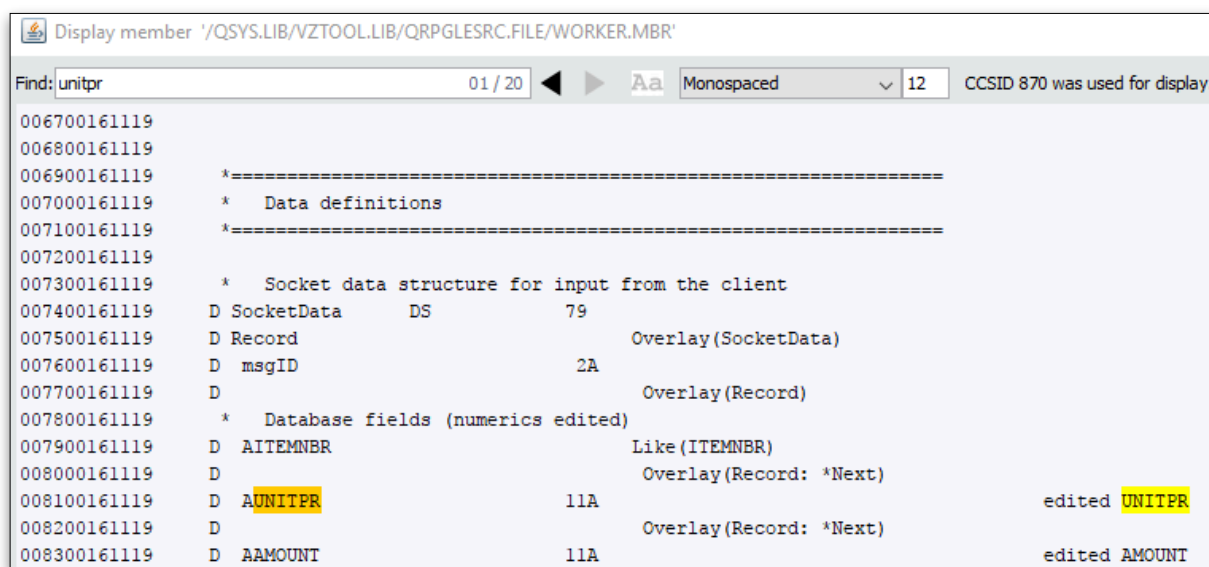 Display member '/QSYS.LIB/VZTOOL.LIB/QRPGLESRC.FILE/WORKER.MBR'
Find: unitpr 01 / 20 Aa Monospaced 12 CCSID 870 was used for display
006700161119
006800161119
006900161119      *================================================================
007000161119      *   Data definitions
007100161119      *================================================================
007200161119
007300161119      *   Socket data structure for input from the client
007400161119     D SocketData      DS            79
007500161119     D Record                              Overlay(SocketData)
007600161119     D  msgID                         2A
007700161119     D                                      Overlay(Record)
007800161119      *   Database fields (numerics edited)
007900161119     D  AITEMNBR                           Like(ITEMNBR)
008000161119     D                                      Overlay(Record: *Next)
008100161119     D  AUNITPR                      11A                                        edited UNITPR
008200161119     D                                      Overlay(Record: *Next)
008300161119     D  AAMOUNT                      11A                                        edited AMOUNT